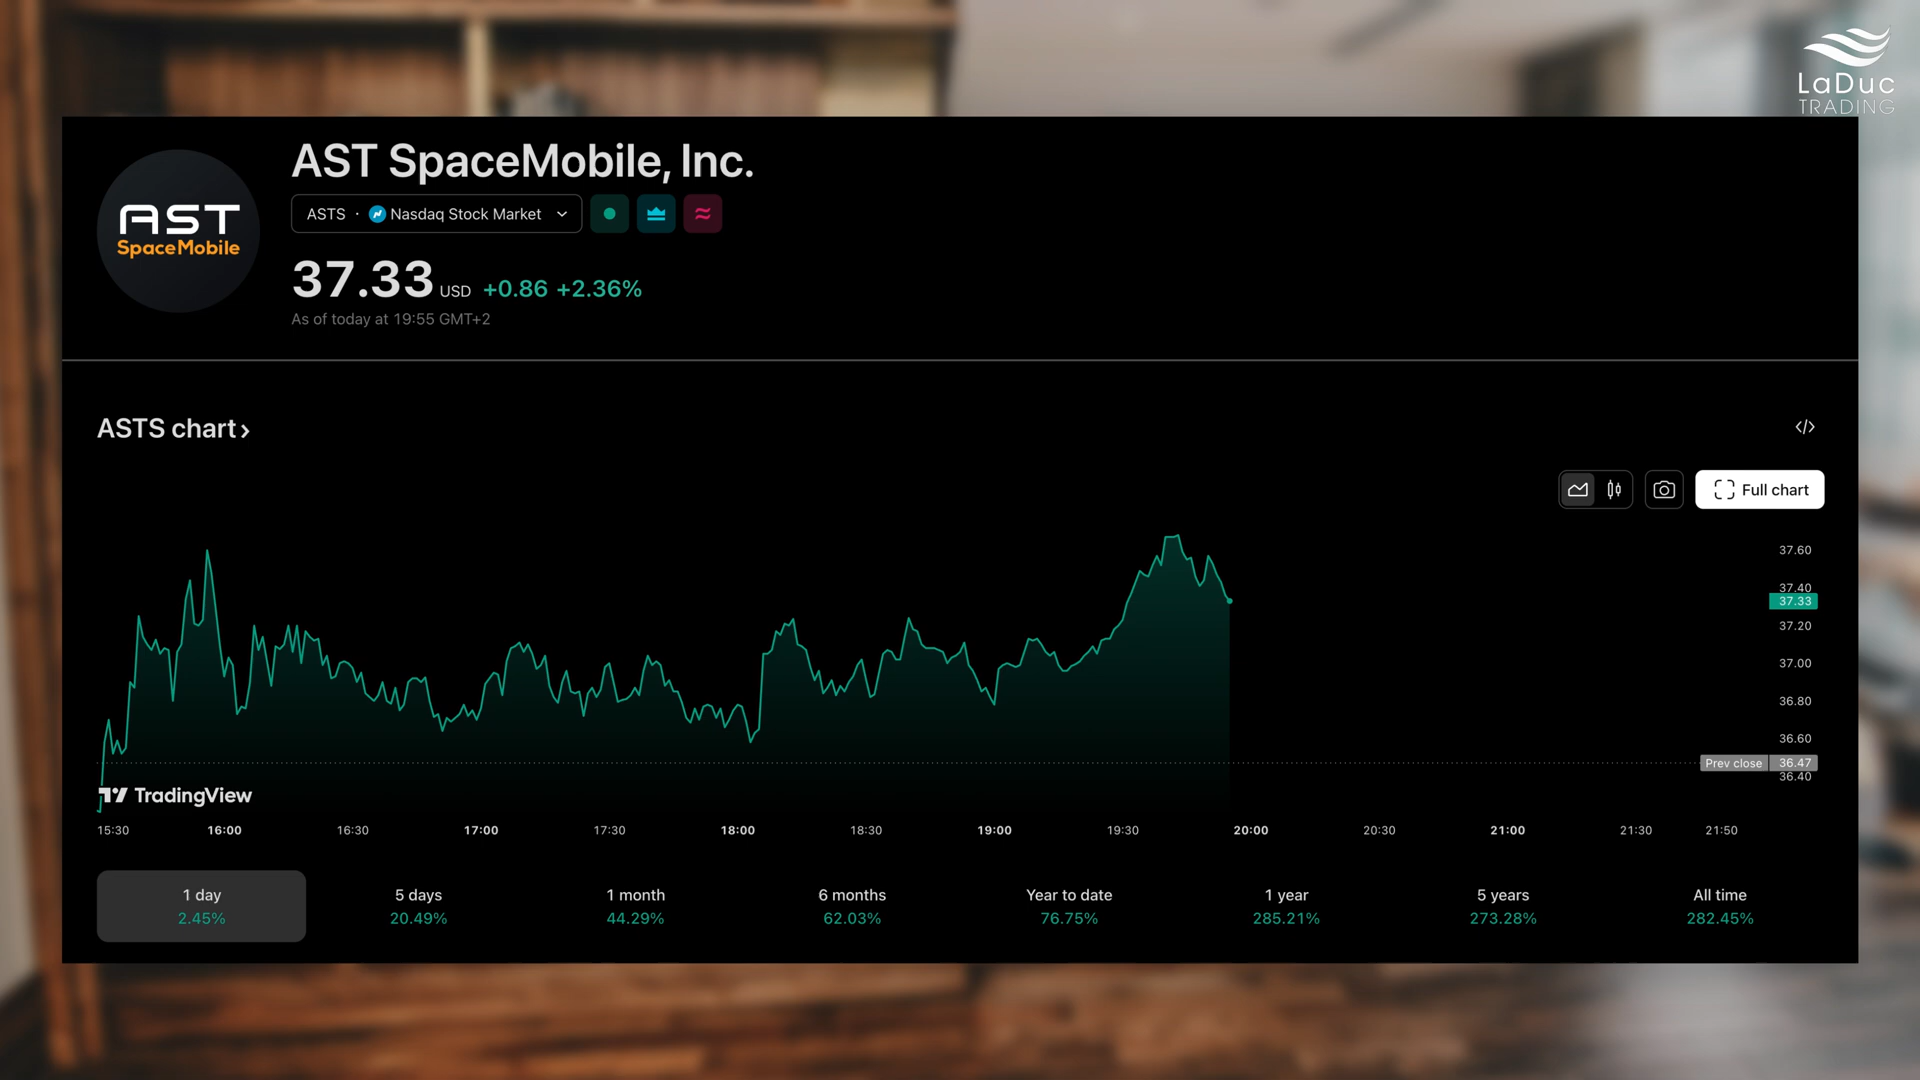 LaDuc
TRADING
AST SpaceMobile, Inc.
AST
SpaceMobile
ASTS · Nasdaq Stock Market
37.33 USD +0.86 +2.36%
As of today at 19:55 GMT+2
ASTS chart ›
</>
Full chart
37.60
37.40
37.33
37.20
37.00
36.80
36.60
Prev close 36.47
36.40
TradingView
15:30 16:00 16:30 17:00 17:30 18:00 18:30 19:00 19:30 20:00 20:30 21:00 21:30 21:50
1 day 5 days 1 month 6 months Year to date 1 year 5 years All time
2.45% 20.49% 44.29% 62.03% 76.75% 285.21% 273.28% 282.45%